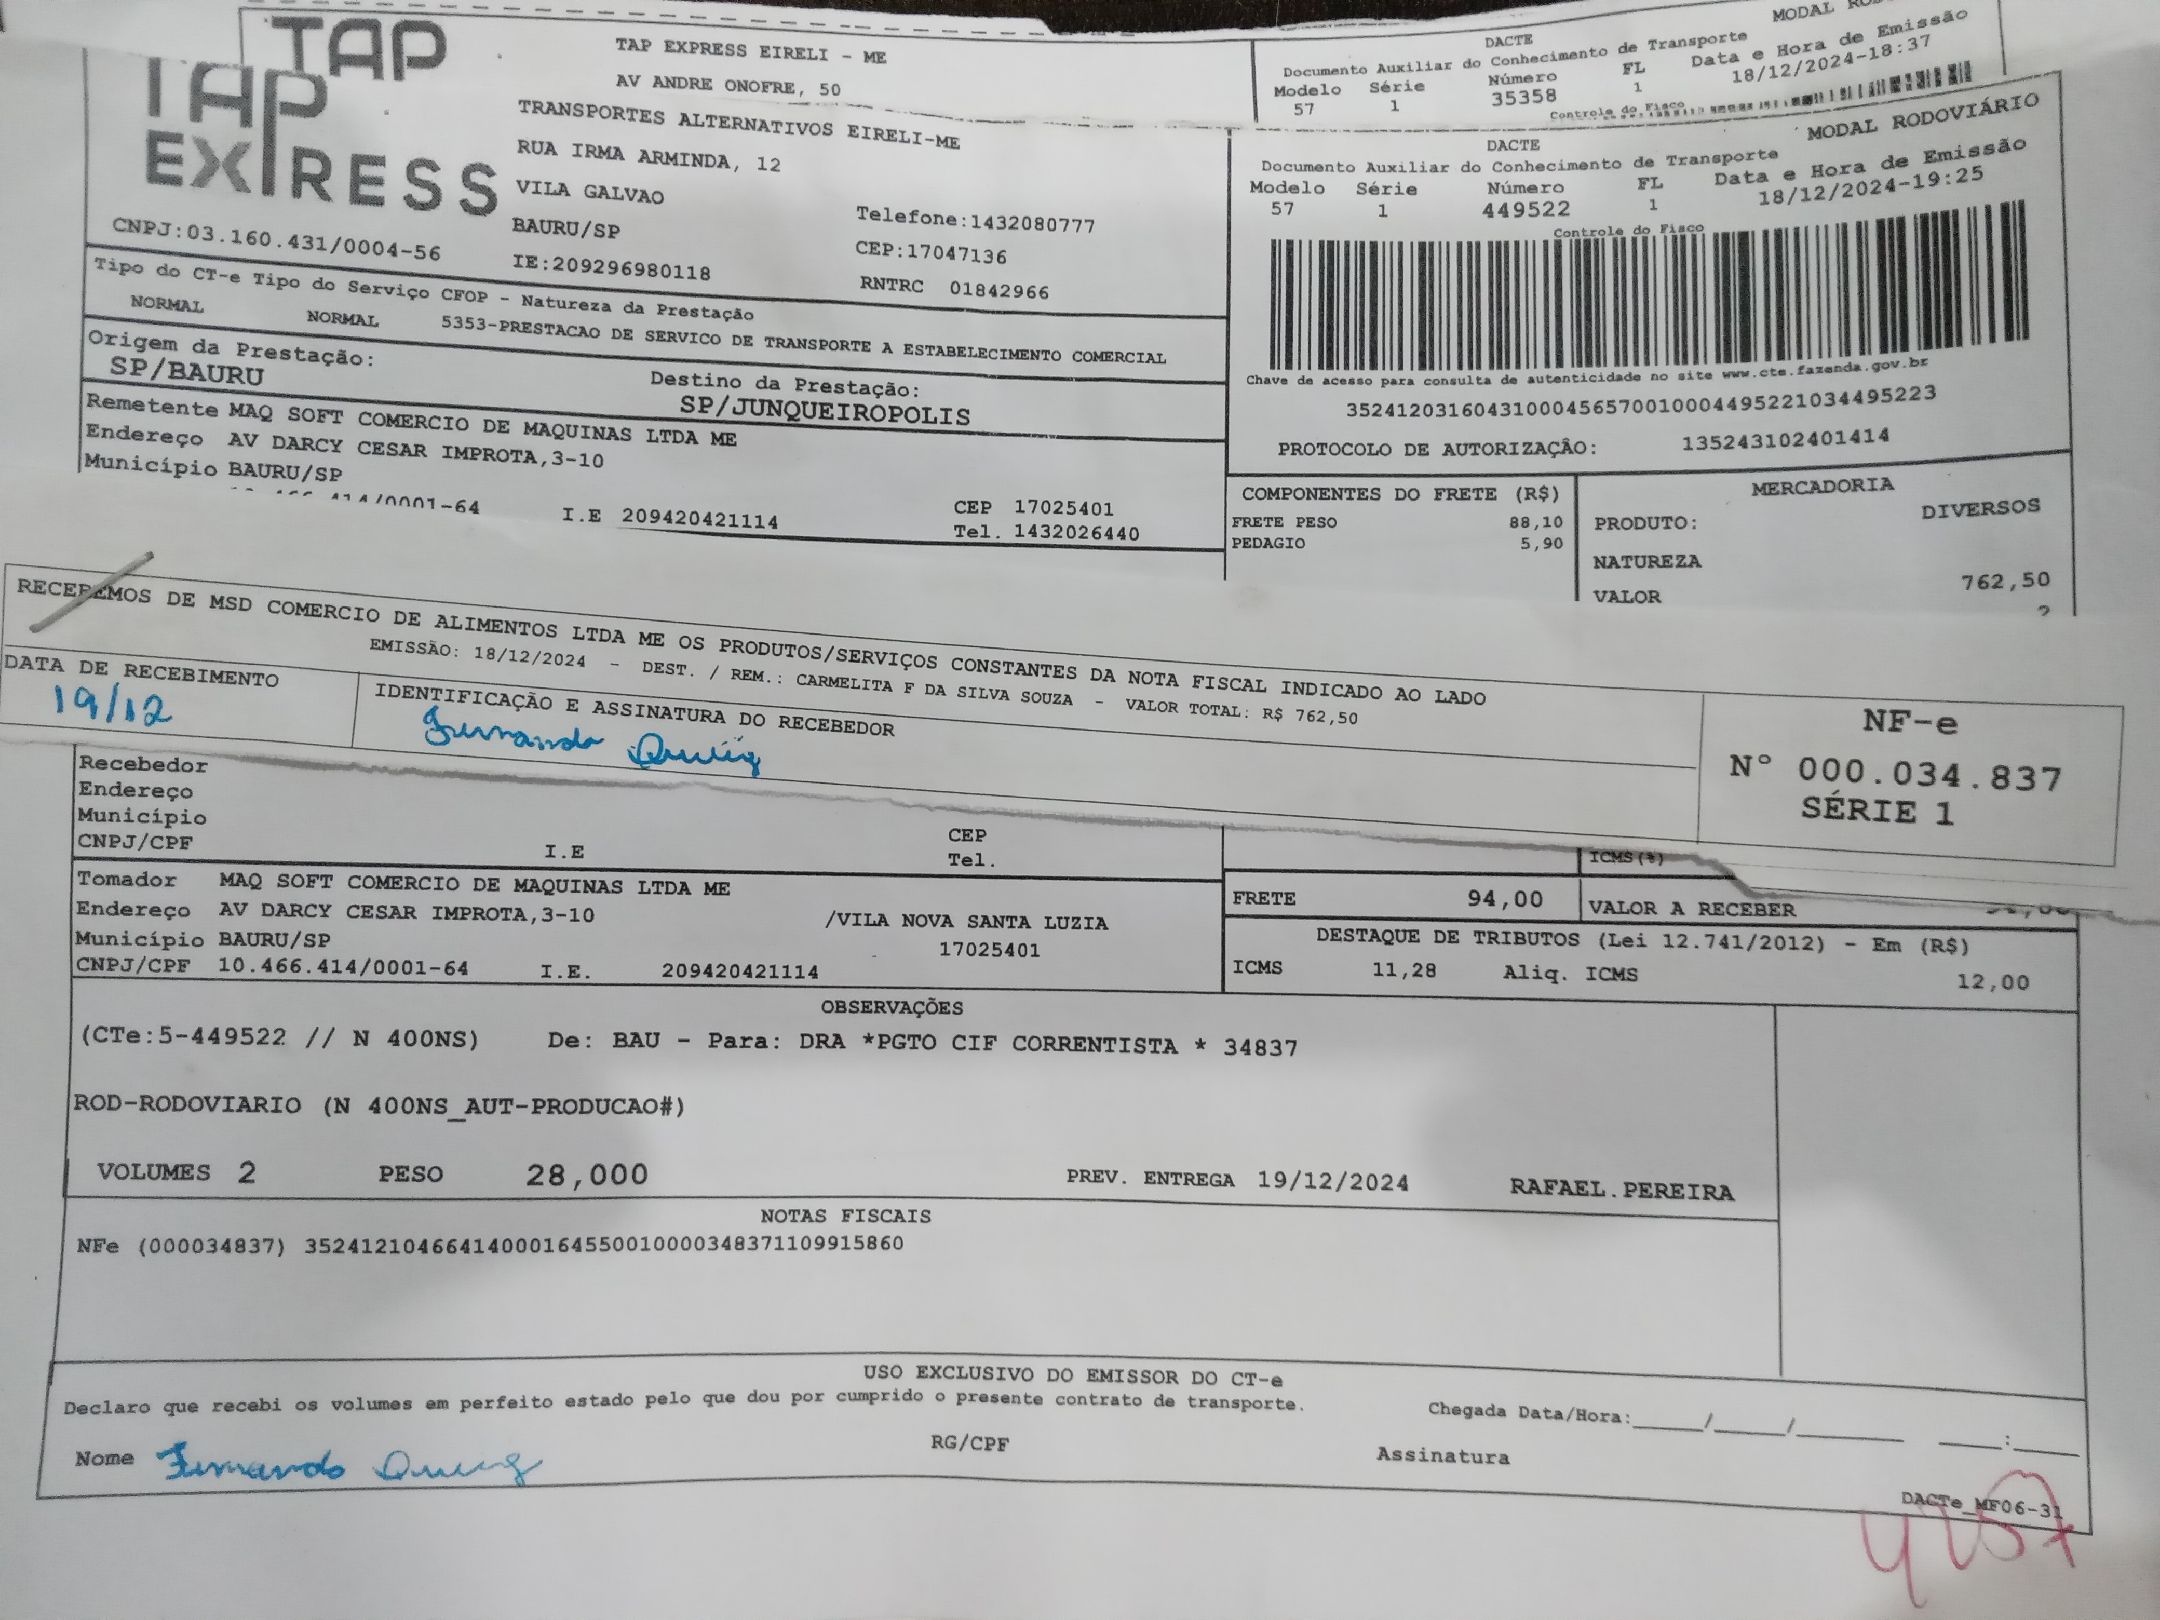 TAP
TAP EXPRESS EIRELI - ME
AV ANDRE ONOFRE, 50
DACTE
Documento Auxiliar do Conhecimento de Transporte
Modelo Série Número FL Data e Hora de Emissão
57 1 35358 1 18/12/2024-18:37
Controle do Fisco
TAP
EXPRESS
CNPJ:03.160.431/0004-56
TRANSPORTES ALTERNATIVOS EIRELI-ME
RUA IRMA ARMINDA, 12
VILA GALVAO
BAURU/SP
IE:209296980118
Telefone:1432080777
CEP:17047136
RNTRC 01842966
MODAL RODOVIÁRIO
DACTE
Documento Auxiliar do Conhecimento de Transporte
Modelo Série Número FL Data e Hora de Emissão
57 1 449522 1 18/12/2024-19:25
Controle do Fisco
Chave de acesso para consulta de autenticidade no site www.cte.fazenda.gov.br
35241203160431000456570010004495221034495223
PROTOCOLO DE AUTORIZAÇÃO: 135243102401414
Tipo do CT-e Tipo do Serviço CFOP - Natureza da Prestação
NORMAL NORMAL 5353-PRESTACAO DE SERVICO DE TRANSPORTE A ESTABELECIMENTO COMERCIAL
Origem da Prestação:
SP/BAURU
Destino da Prestação:
SP/JUNQUEIROPOLIS
Remetente MAQ SOFT COMERCIO DE MAQUINAS LTDA ME
Endereço AV DARCY CESAR IMPROTA,3-10
Município BAURU/SP CEP 17025401
10.466.414/0001-64 I.E 209420421114 Tel. 1432026440
COMPONENTES DO FRETE (R$)
FRETE PESO 88,10
PEDAGIO 5,90
MERCADORIA
PRODUTO: DIVERSOS
NATUREZA
VALOR 762,50
RECEBEMOS DE MSD COMERCIO DE ALIMENTOS LTDA ME OS PRODUTOS/SERVIÇOS CONSTANTES DA NOTA FISCAL INDICADO AO LADO
EMISSÃO: 18/12/2024 - DEST. / REM.: CARMELITA F DA SILVA SOUZA - VALOR TOTAL: R$ 762,50
DATA DE RECEBIMENTO
19/12
IDENTIFICAÇÃO E ASSINATURA DO RECEBEDOR
Fernando
NF-e
Nº 000.034.837
SÉRIE 1
Recebedor
Endereço
Município CEP
CNPJ/CPF I.E Tel.
ICMS(%)
Tomador MAQ SOFT COMERCIO DE MAQUINAS LTDA ME
Endereço AV DARCY CESAR IMPROTA,3-10 /VILA NOVA SANTA LUZIA
Município BAURU/SP 17025401
CNPJ/CPF 10.466.414/0001-64 I.E. 209420421114
FRETE 94,00 VALOR A RECEBER
DESTAQUE DE TRIBUTOS (Lei 12.741/2012) - Em (R$)
ICMS 11,28 Aliq. ICMS 12,00
OBSERVAÇÕES
(CTe:5-449522 // N 400NS) De: BAU - Para: DRA *PGTO CIF CORRENTISTA * 34837
ROD-RODOVIARIO (N 400NS_AUT-PRODUCAO#)
VOLUMES 2 PESO 28,000 PREV. ENTREGA 19/12/2024 RAFAEL.PEREIRA
NOTAS FISCAIS
NFe (000034837) 35241210466414000164550010000348371109915860
USO EXCLUSIVO DO EMISSOR DO CT-e
Declaro que recebi os volumes em perfeito estado pelo que dou por cumprido o presente contrato de transporte.
Chegada Data/Hora:_____/_____/________ ____:____
Nome Fernando RG/CPF Assinatura
DACTe_MF06-31